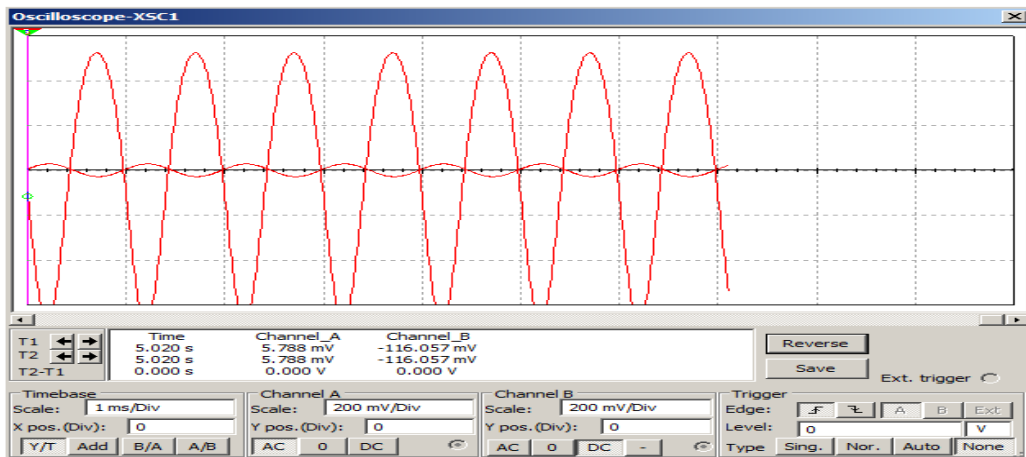 Oscilloscope-XSC1
Time Channel_A Channel_B
T1 5.020 s 5.788 mV -116.057 mV
T2 5.020 s 5.788 mV -116.057 mV
T2-T1 0.000 s 0.000 V 0.000 V
Reverse
Save
Ext. trigger
Timebase
Scale: 1 ms/Div
X pos.(Div): 0
Y/T Add B/A A/B
Channel A
Scale: 200 mV/Div
Y pos.(Div): 0
AC 0 DC
Channel B
Scale: 200 mV/Div
Y pos.(Div): 0
AC 0 DC -
Trigger
Edge: A B Ext
Level: 0 V
Type Sing. Nor. Auto None